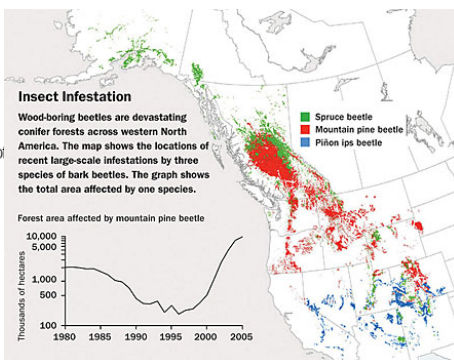 Insect Infestation
Wood-boring beetles are devastating
conifer forests across western North
America. The map shows the locations of
recent large-scale infestations by three
species of bark beetles. The graph shows
the total area affected by one species.
Spruce beetle
Mountain pine beetle
Piñon ips beetle
Forest area affected by mountain pine beetle
Thousands of hectares
10,000
5,000
1,000
500
100
1980 1985 1990 1995 2000 2005